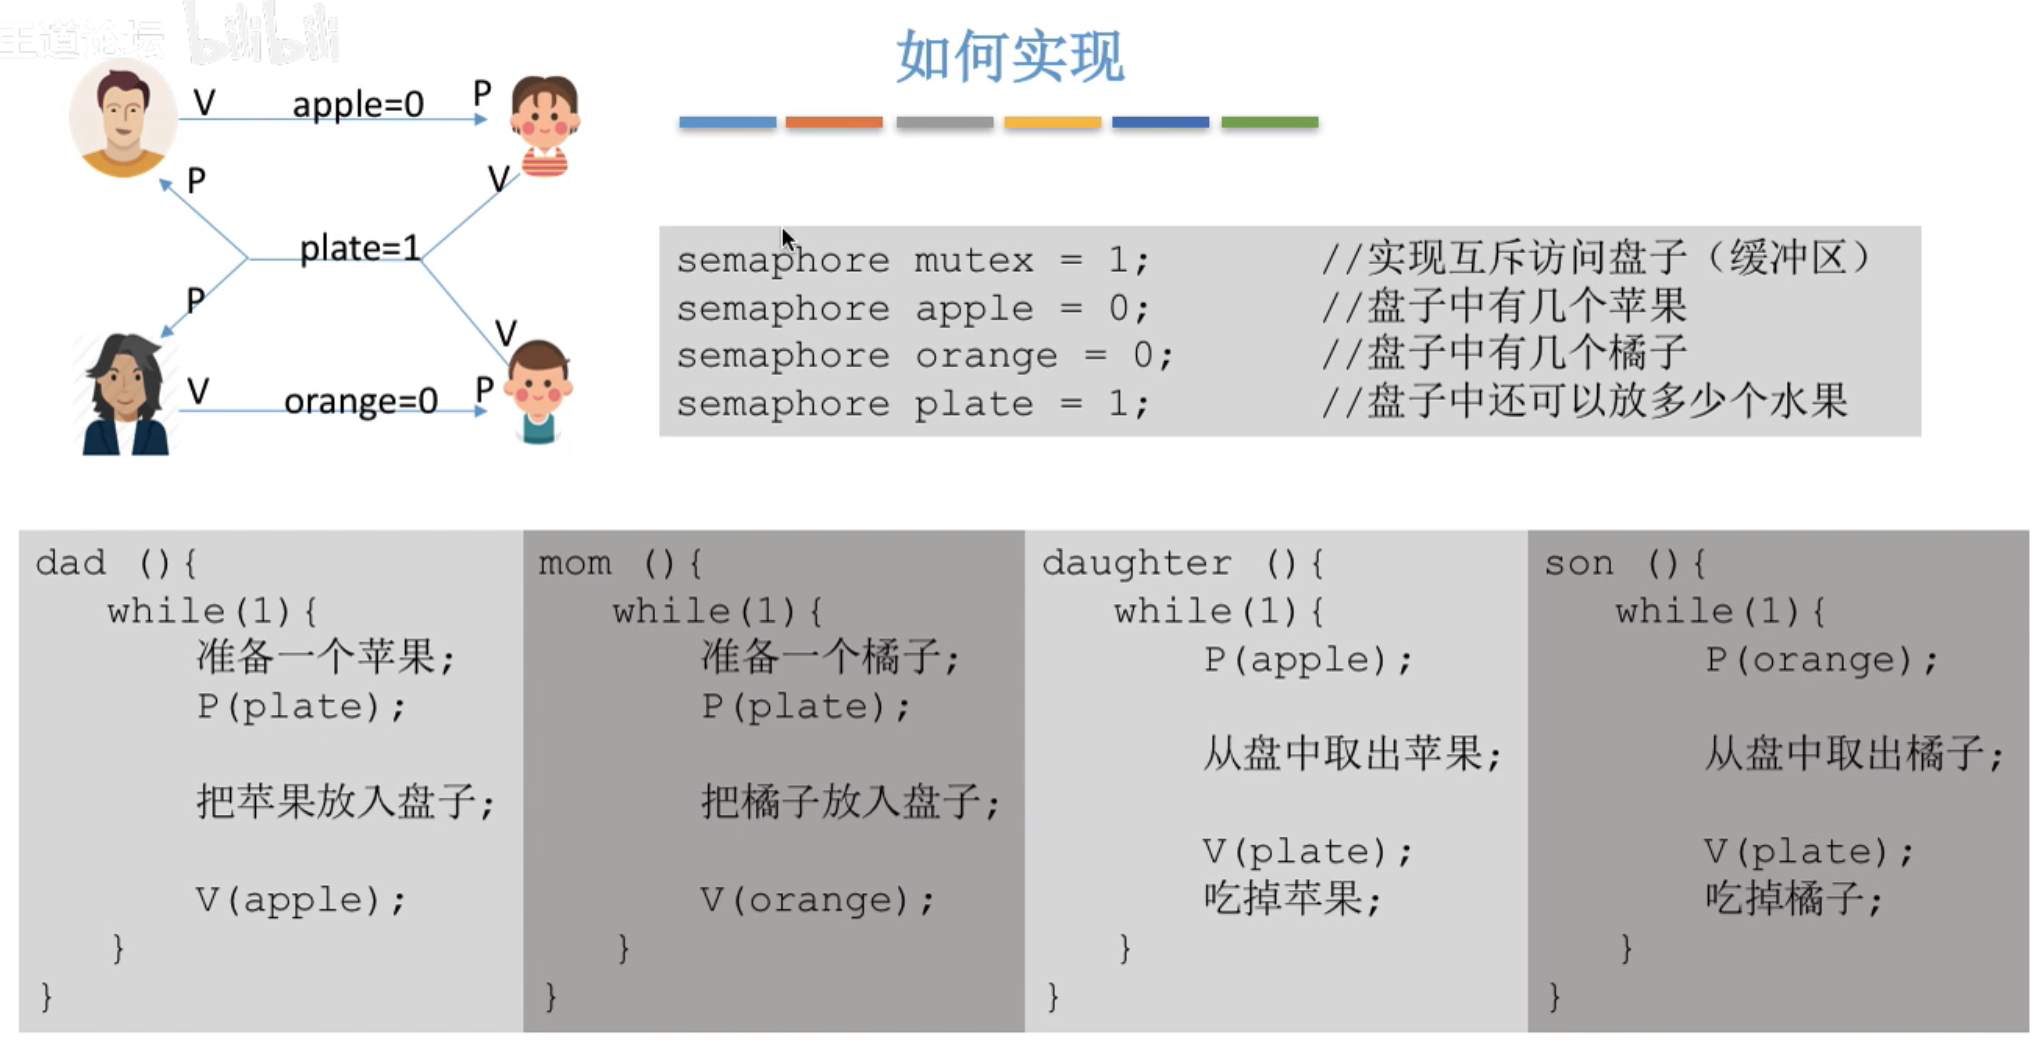 王道论坛 bilibili
如何实现
V apple=0 P
P V
plate=1
P V
V orange=0 P
semaphore mutex = 1; //实现互斥访问盘子（缓冲区）
semaphore apple = 0; //盘子中有几个苹果
semaphore orange = 0; //盘子中有几个橘子
semaphore plate = 1; //盘子中还可以放多少个水果
dad (){
while(1){
准备一个苹果;
P(plate);
把苹果放入盘子;
V(apple);
}
}
mom (){
while(1){
准备一个橘子;
P(plate);
把橘子放入盘子;
V(orange);
}
}
daughter (){
while(1){
P(apple);
从盘中取出苹果;
V(plate);
吃掉苹果;
}
}
son (){
while(1){
P(orange);
从盘中取出橘子;
V(plate);
吃掉橘子;
}
}